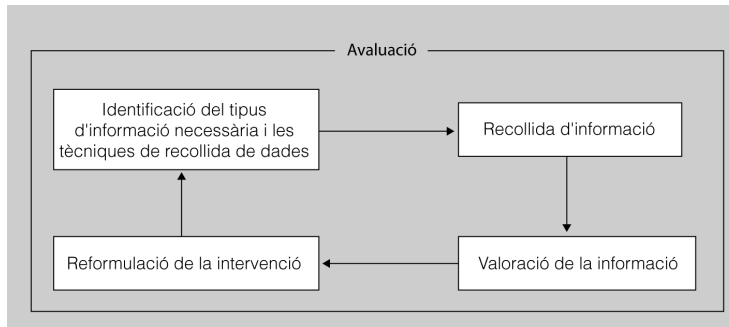 Avaluació
Identificació del tipus
d'informació necessària i les
tècniques de recollida de dades
Recollida d'informació
Reformulació de la intervenció
Valoració de la informació